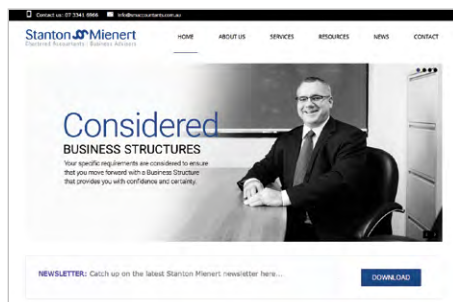 Contact us: 07 3341 6866 info@smaccountants.com.au
Stanton Mienert
Chartered Accountants | Business Advisers
HOME ABOUT US SERVICES RESOURCES NEWS CONTACT
Considered
BUSINESS STRUCTURES
Your specific requirements are considered to ensure
that you move forward with a Business Structure
that provides you with confidence and certainty.
NEWSLETTER: Catch up on the latest Stanton Mienert newsletter here... DOWNLOAD